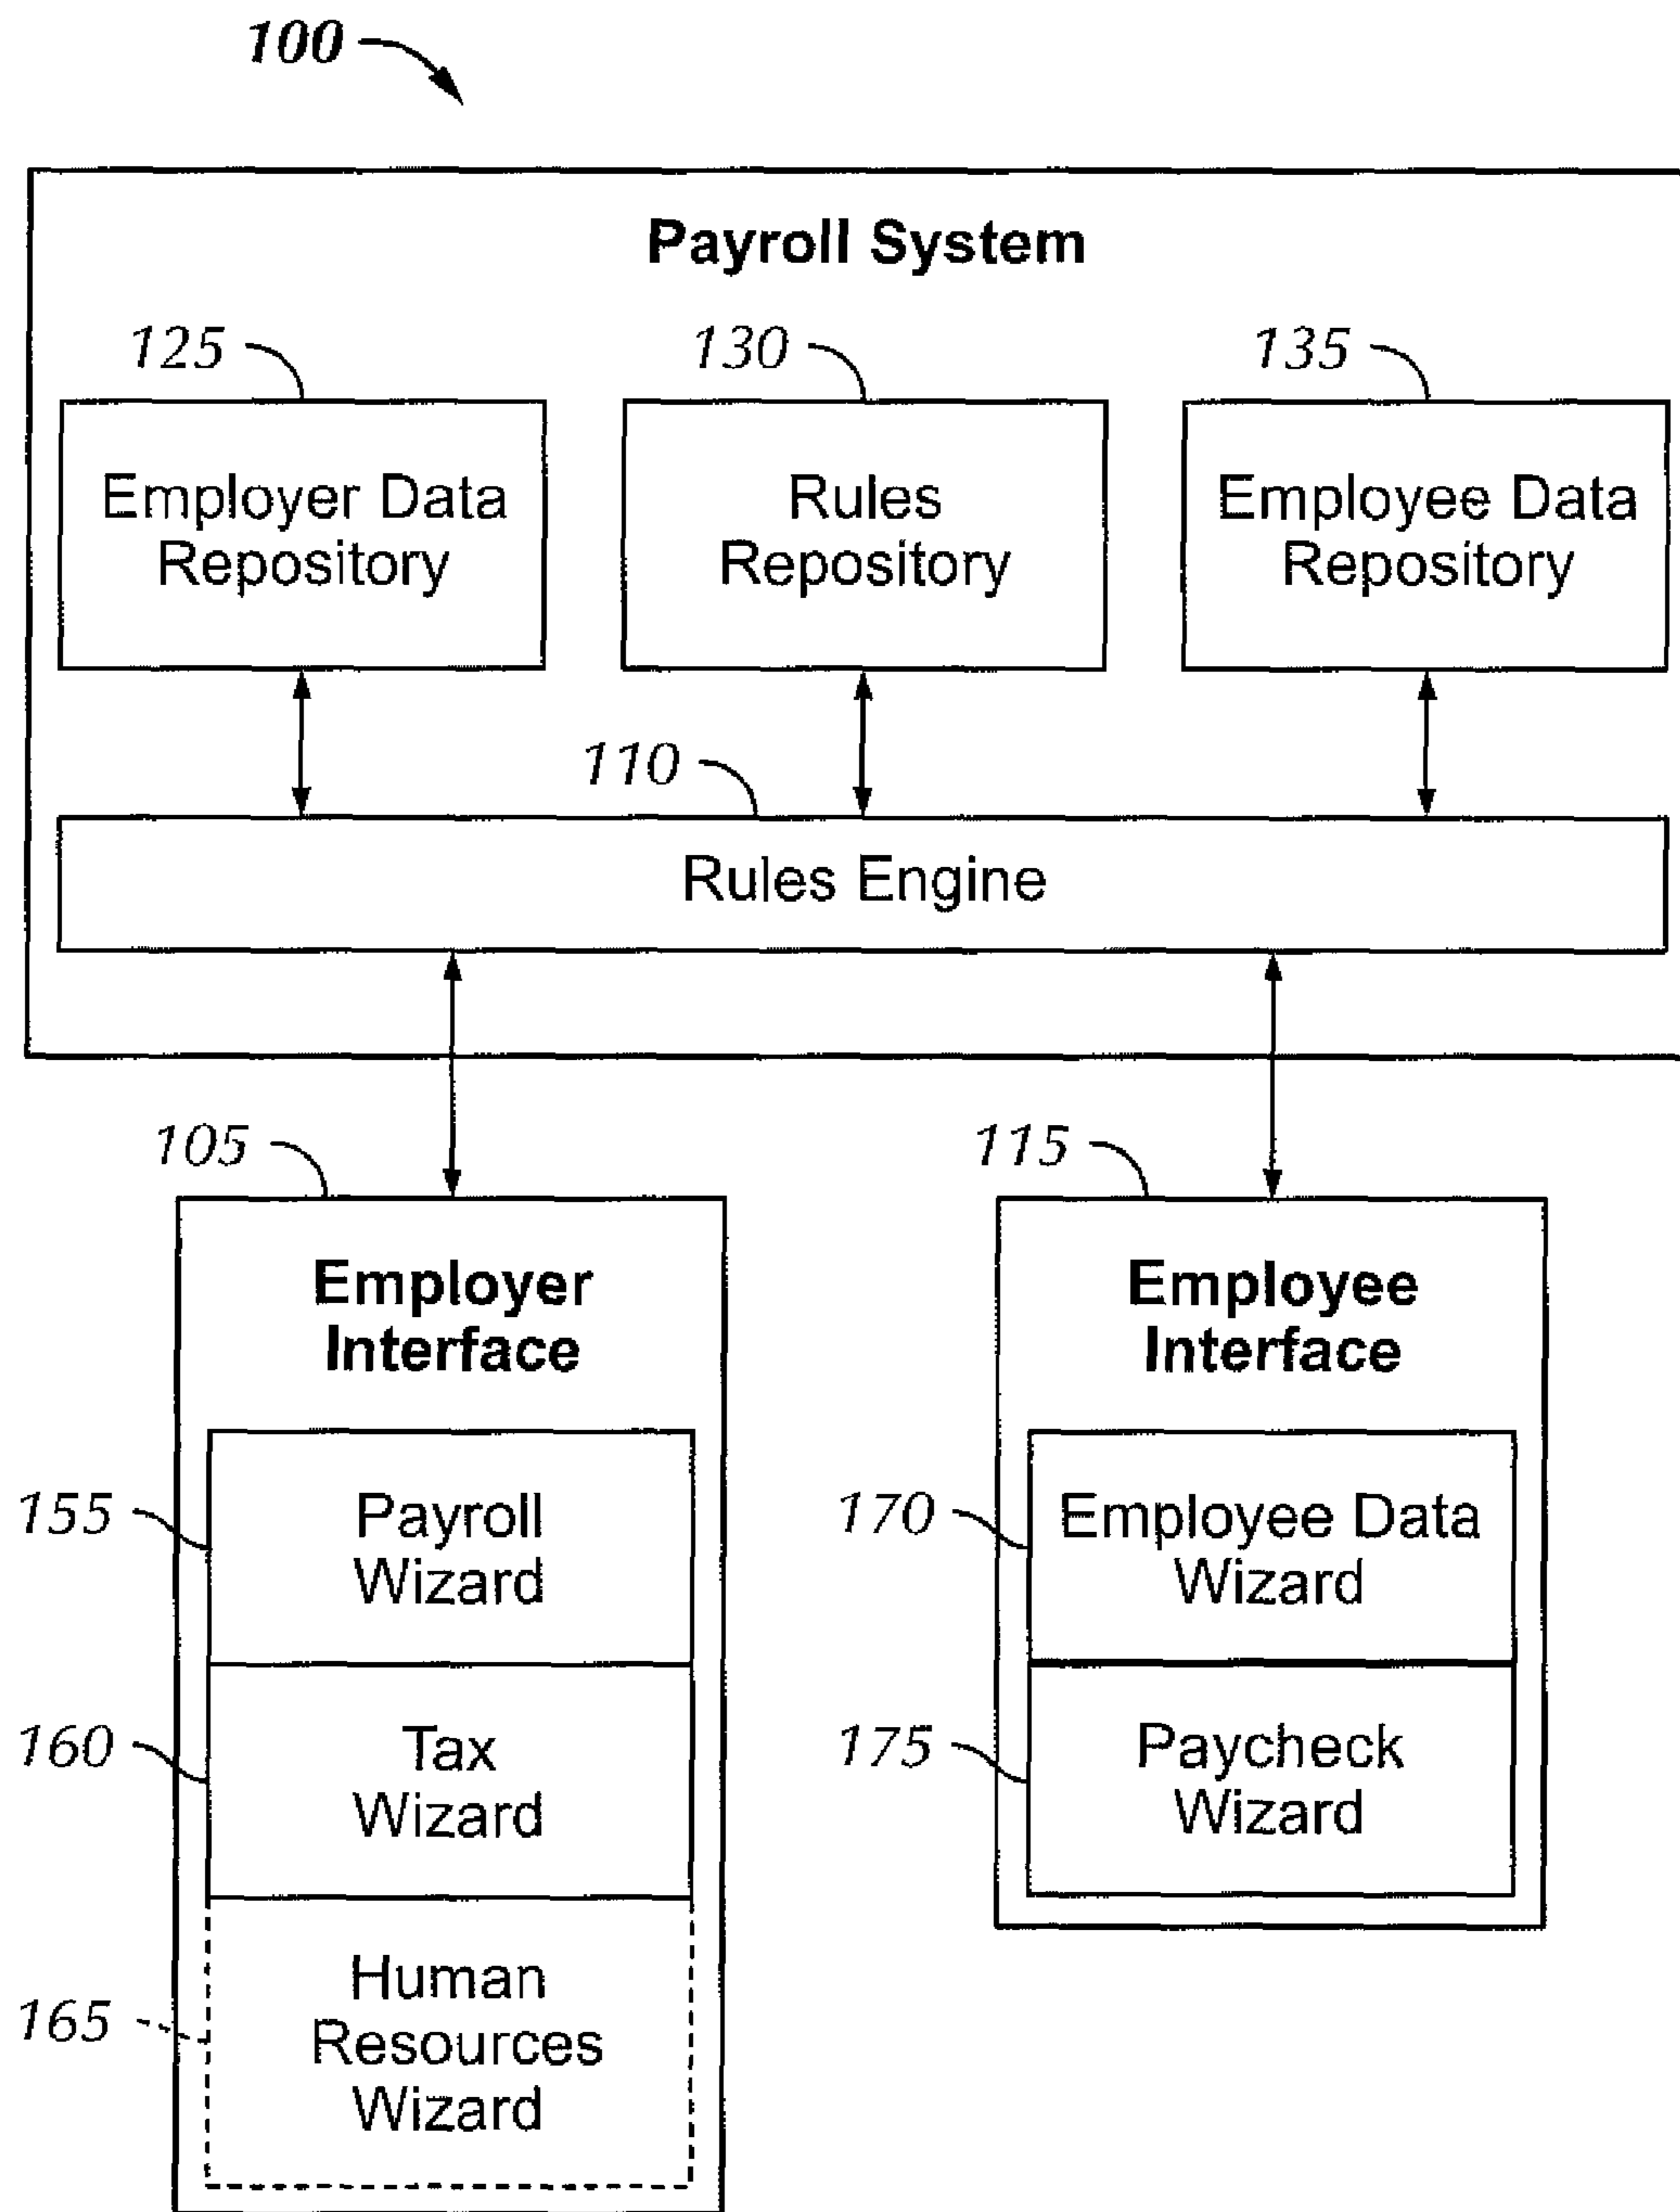 100
Payroll System
125
130
135
Employer Data
Repository
Rules
Repository
Employee Data
Repository
110
Rules Engine
105
115
Employer
Interface
Employee
Interface
155
Payroll
Wizard
170
Employee Data
Wizard
160
Tax
Wizard
175
Paycheck
Wizard
165
Human
Resources
Wizard